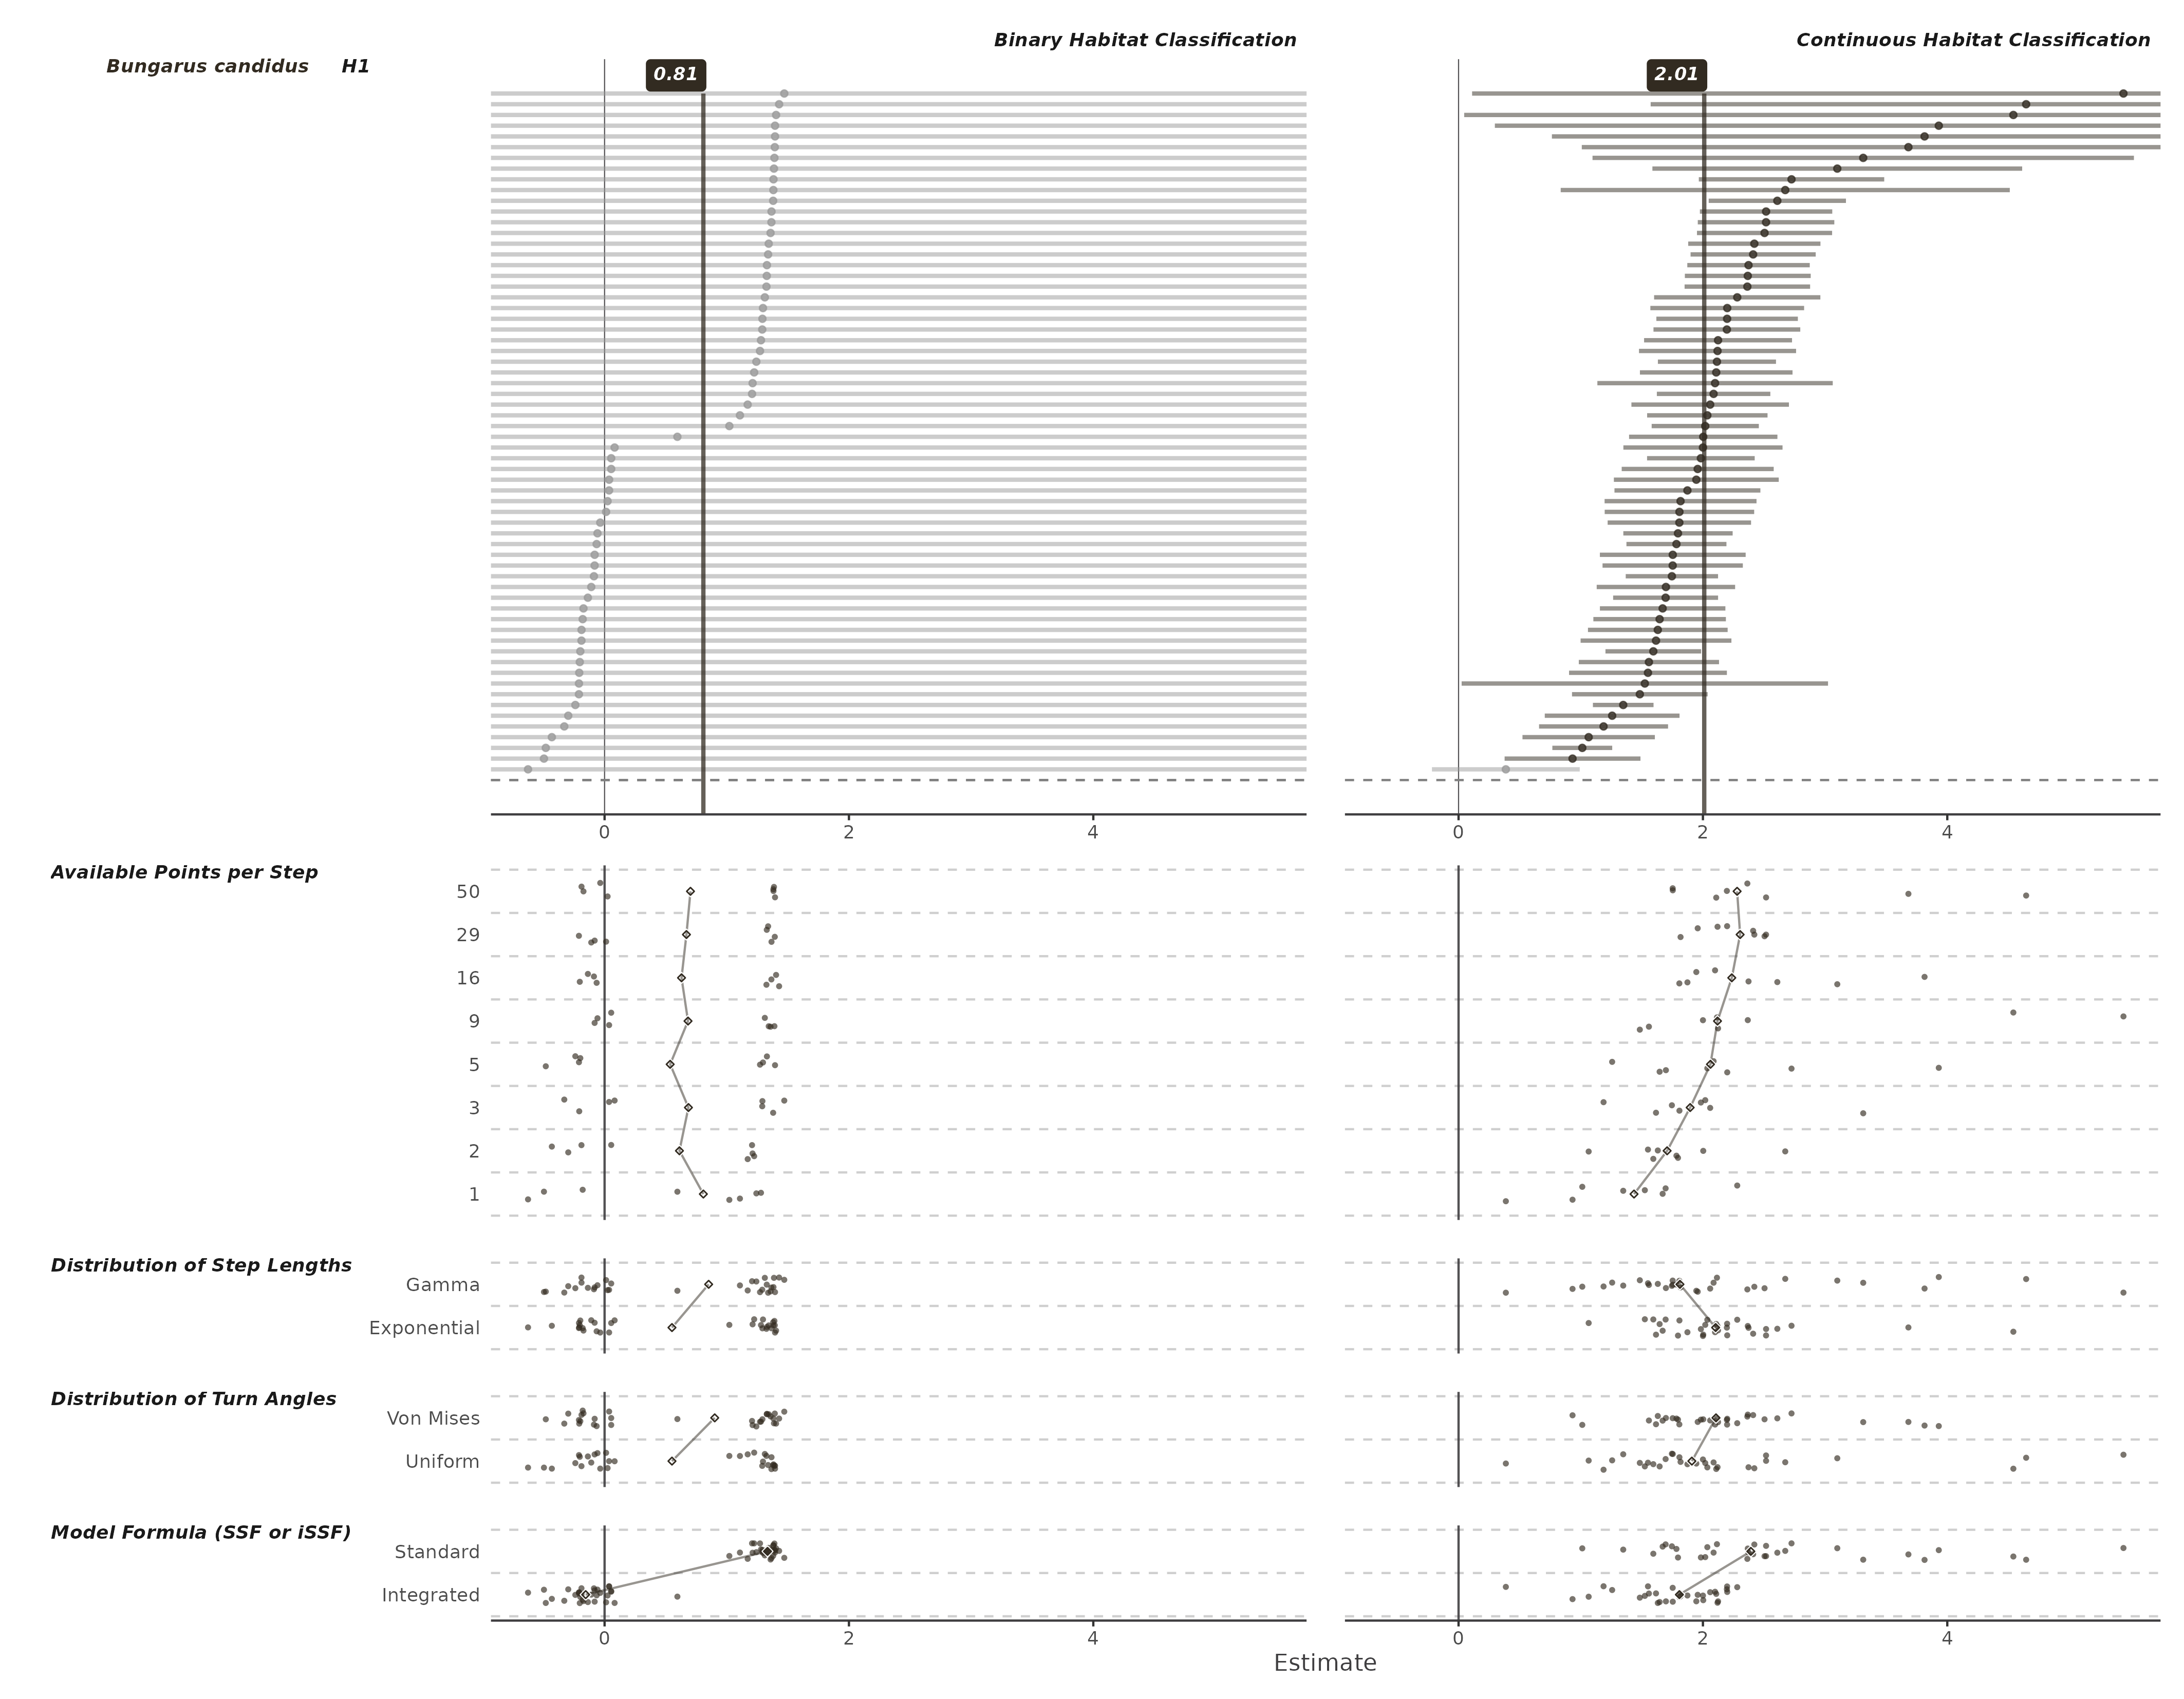 Binary Habitat Classification
Continuous Habitat Classification
Bungarus candidus H1
0.81
2.01
0 2 4
0 2 4
Available Points per Step
50
29
16
9
5
3
2
1
Distribution of Step Lengths
Gamma
Exponential
Distribution of Turn Angles
Von Mises
Uniform
Model Formula (SSF or iSSF)
Standard
Integrated
0 2 4
0 2 4
Estimate